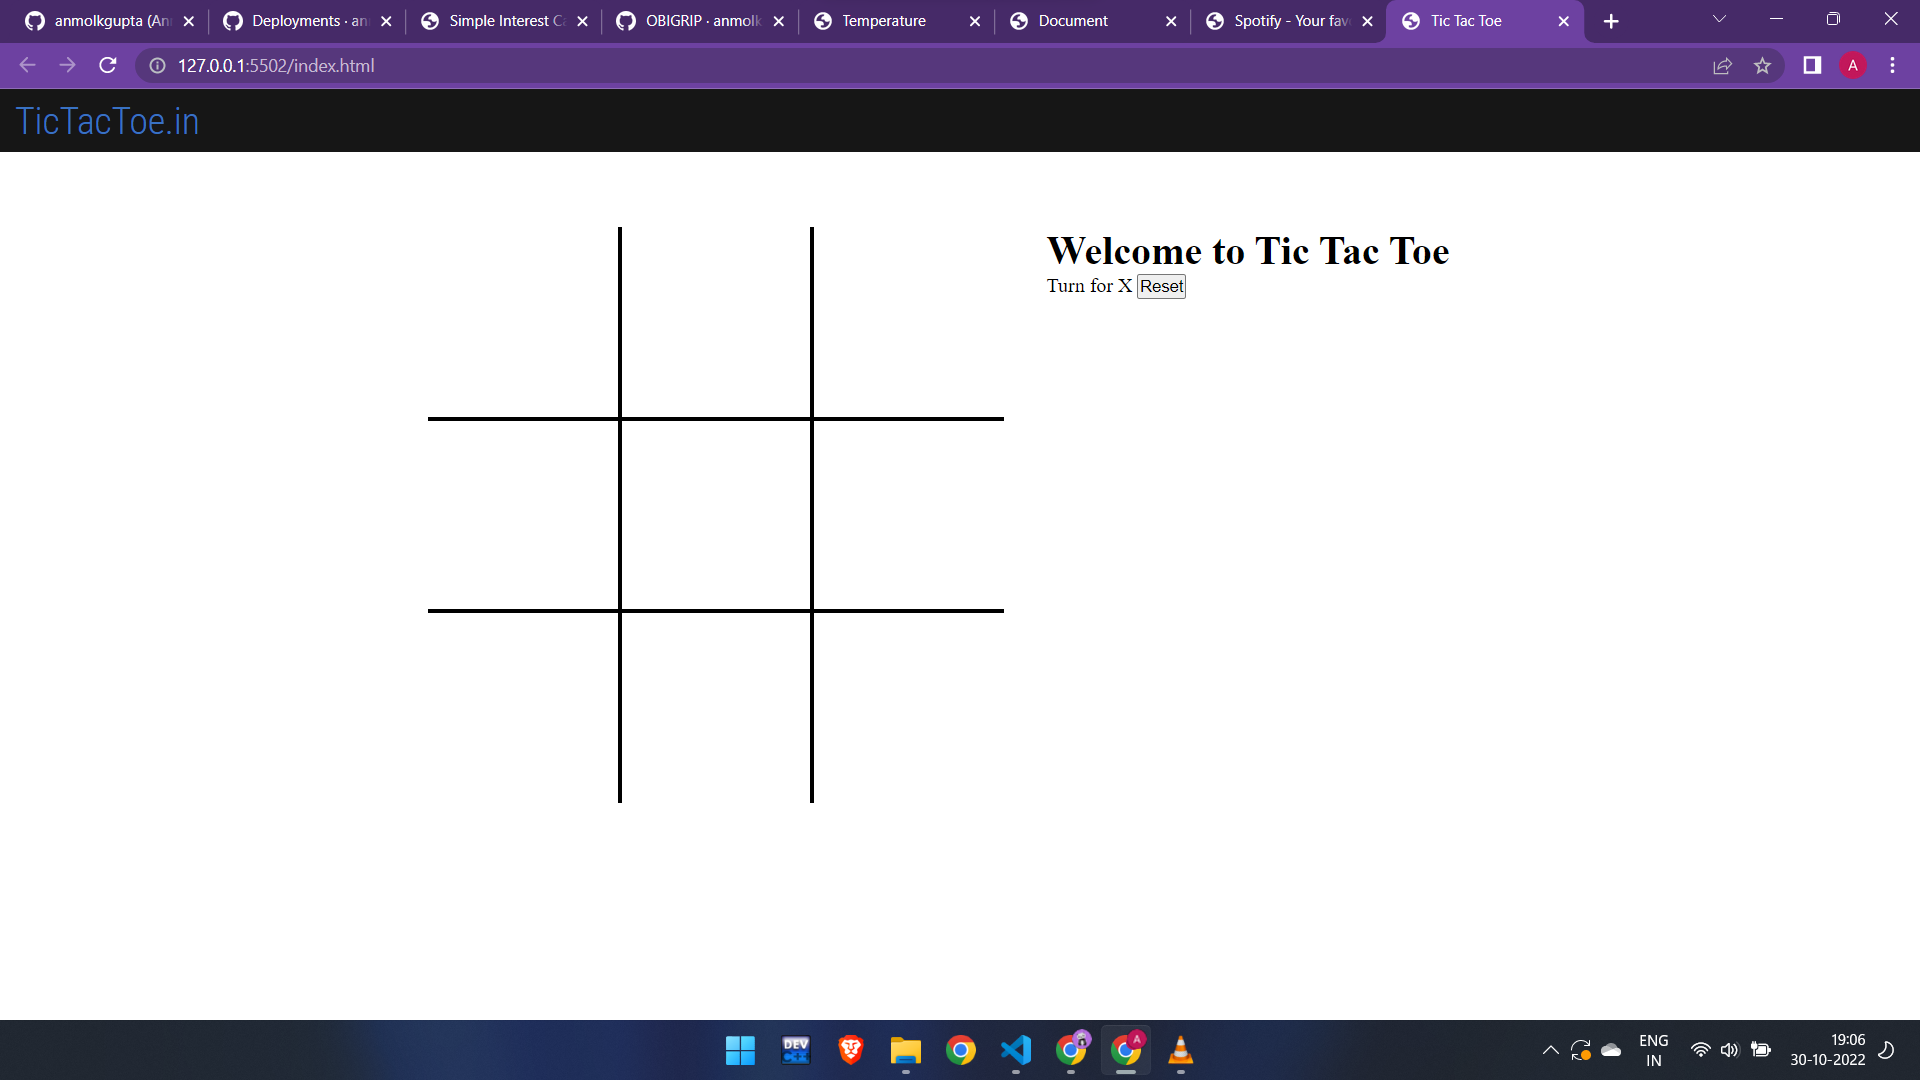 anmolkgupta (An
Deployments · an
Simple Interest Ca
OBIGRIP · anmolk
Temperature
Document
Spotify - Your fav
Tic Tac Toe
127.0.0.1:5502/index.html
A
TicTacToe.in
Welcome to Tic Tac Toe
Turn for X Reset
DEV
C++
A
ENG
IN
19:06
30-10-2022